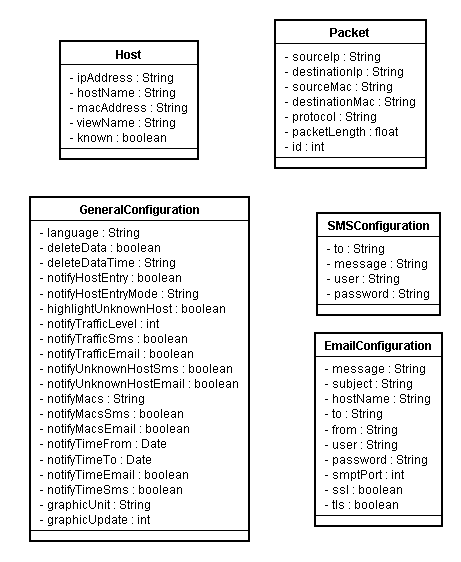 Host
- ipAddress : String
- hostName : String
- macAddress : String
- viewName : String
- known : boolean
Packet
- sourceIp : String
- destinationIp : String
- sourceMac : String
- destinationMac : String
- protocol : String
- packetLength : float
- id : int
GeneralConfiguration
- language : String
- deleteData : boolean
- deleteDataTime : String
- notifyHostEntry : boolean
- notifyHostEntryMode : String
- highlightUnknownHost : boolean
- notifyTrafficLevel : int
- notifyTrafficSms : boolean
- notifyTrafficEmail : boolean
- notifyUnknownHostSms : boolean
- notifyUnknownHostEmail : boolean
- notifyMacs : String
- notifyMacsSms : boolean
- notifyMacsEmail : boolean
- notifyTimeFrom : Date
- notifyTimeTo : Date
- notifyTimeEmail : boolean
- notifyTimeSms : boolean
- graphicUnit : String
- graphicUpdate : int
SMSConfiguration
- to : String
- message : String
- user : String
- password : String
EmailConfiguration
- message : String
- subject : String
- hostName : String
- to : String
- from : String
- user : String
- password : String
- smptPort : int
- ssl : boolean
- tls : boolean